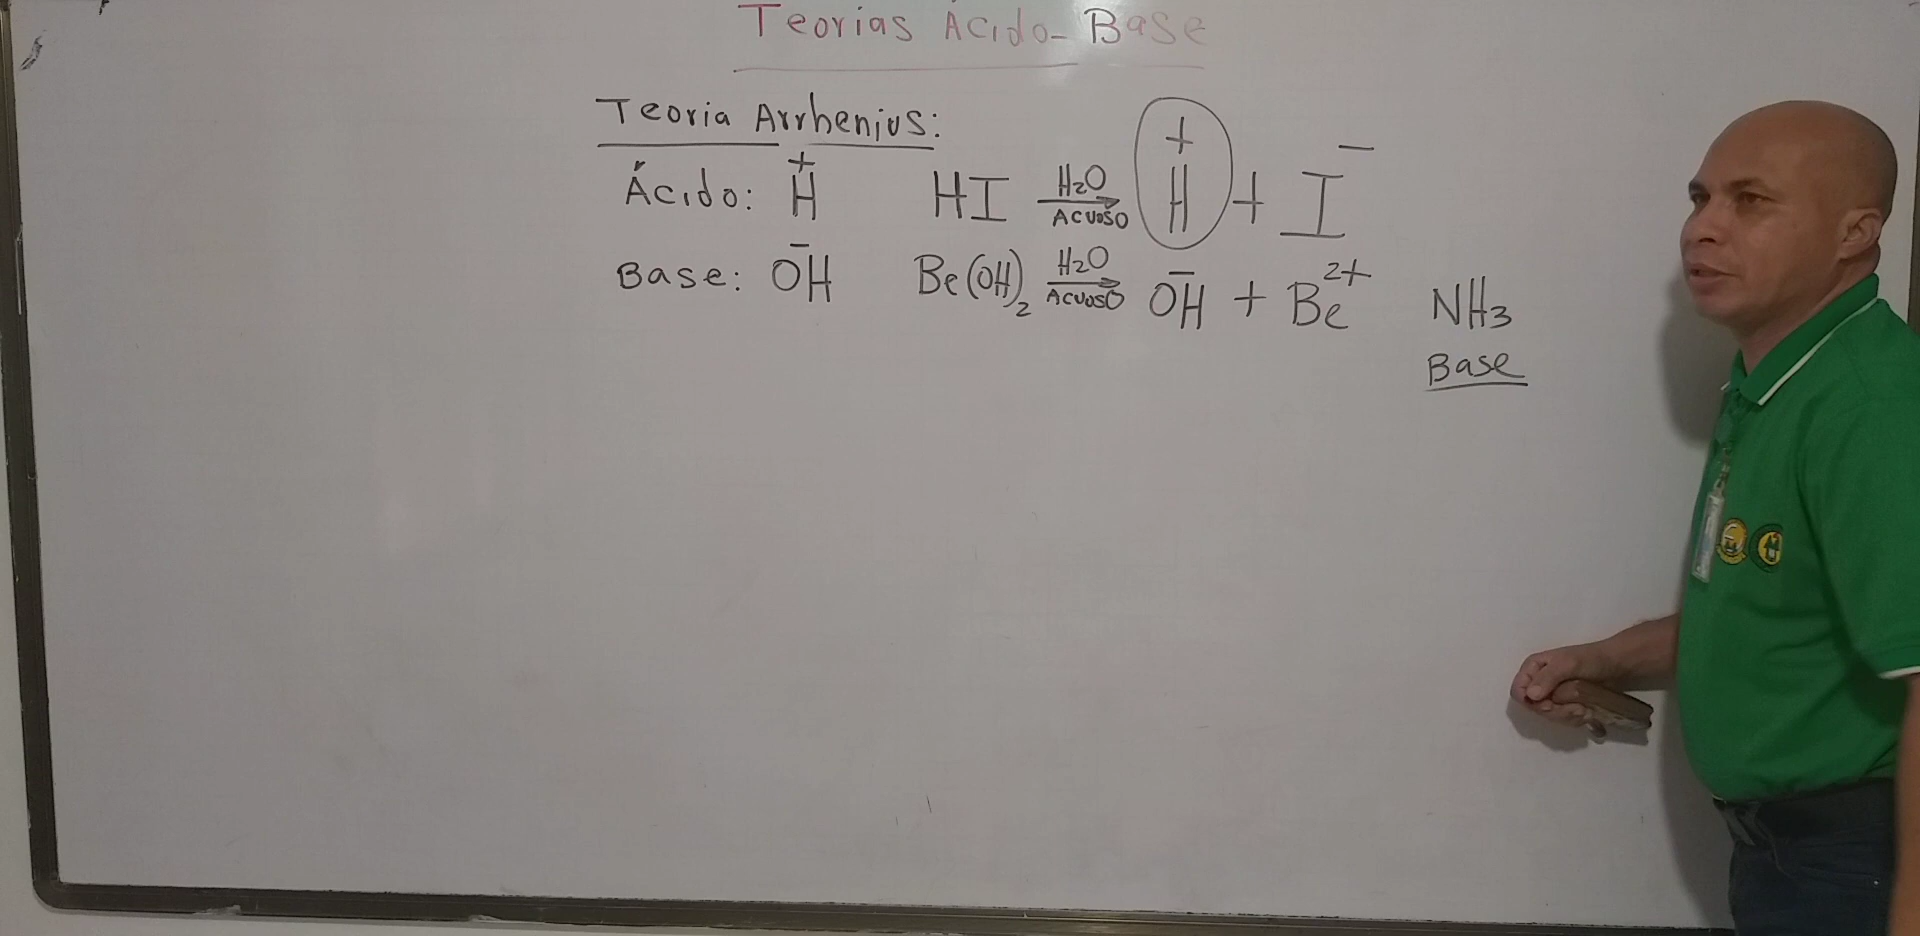 Teorias Ácido-Base
Teoria Arrhenius:
Ácido: H⁺ HI H₂O Acuoso → H⁺ + I⁻
Base: OH⁻ Be(OH)₂ H₂O Acuoso → OH⁻ + Be²⁺ NH₃
Base